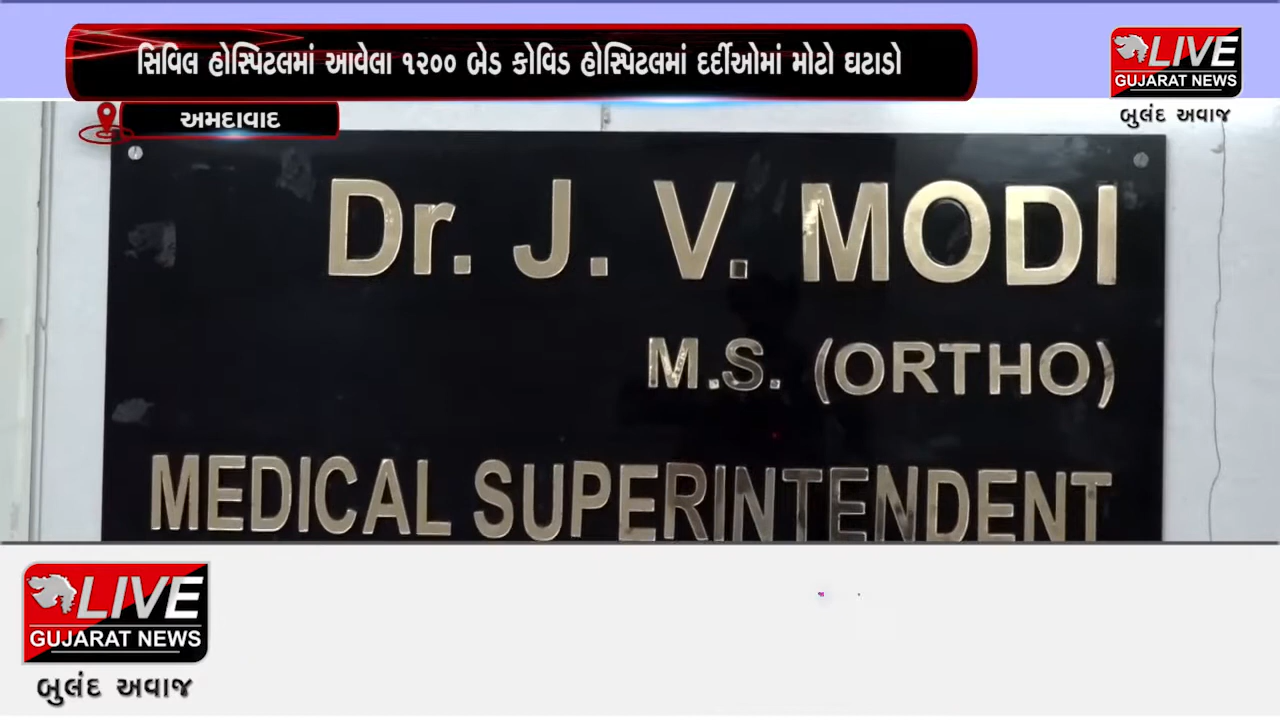 સિવિલ હોસ્પિટલમાં આવેલા ૧૨૦૦ બેડ કોવિડ હોસ્પિટલમાં દર્દીઓમાં મોટો ઘટાડો
LIVE
GUJARAT NEWS
બુલંદ અવાજ
અમદાવાદ
Dr. J. V. MODI
M.S. (ORTHO)
MEDICAL SUPERINTENDENT
LIVE
GUJARAT NEWS
બુલંદ અવાજ